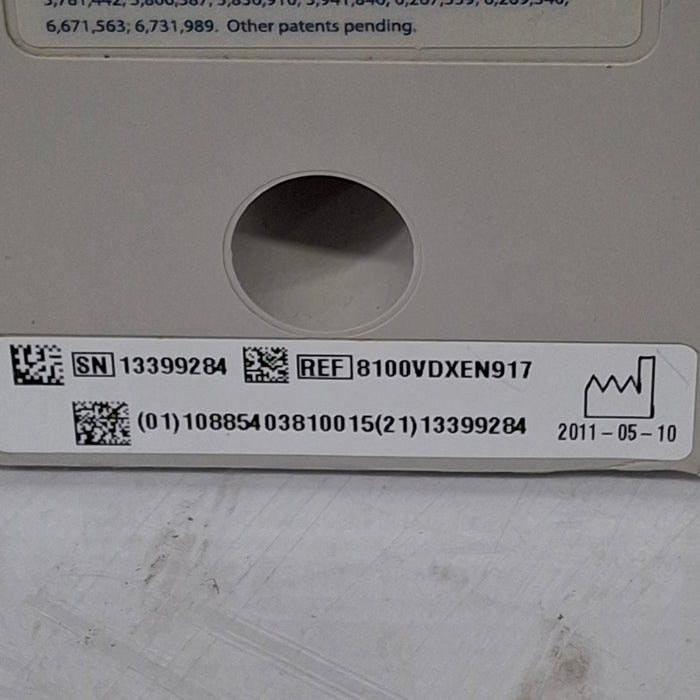 6,671,563; 6,731,989. Other patents pending.
SN 13399284 REF 8100VDXEN917
(01)10885403810015(21)13399284
2011-05-10